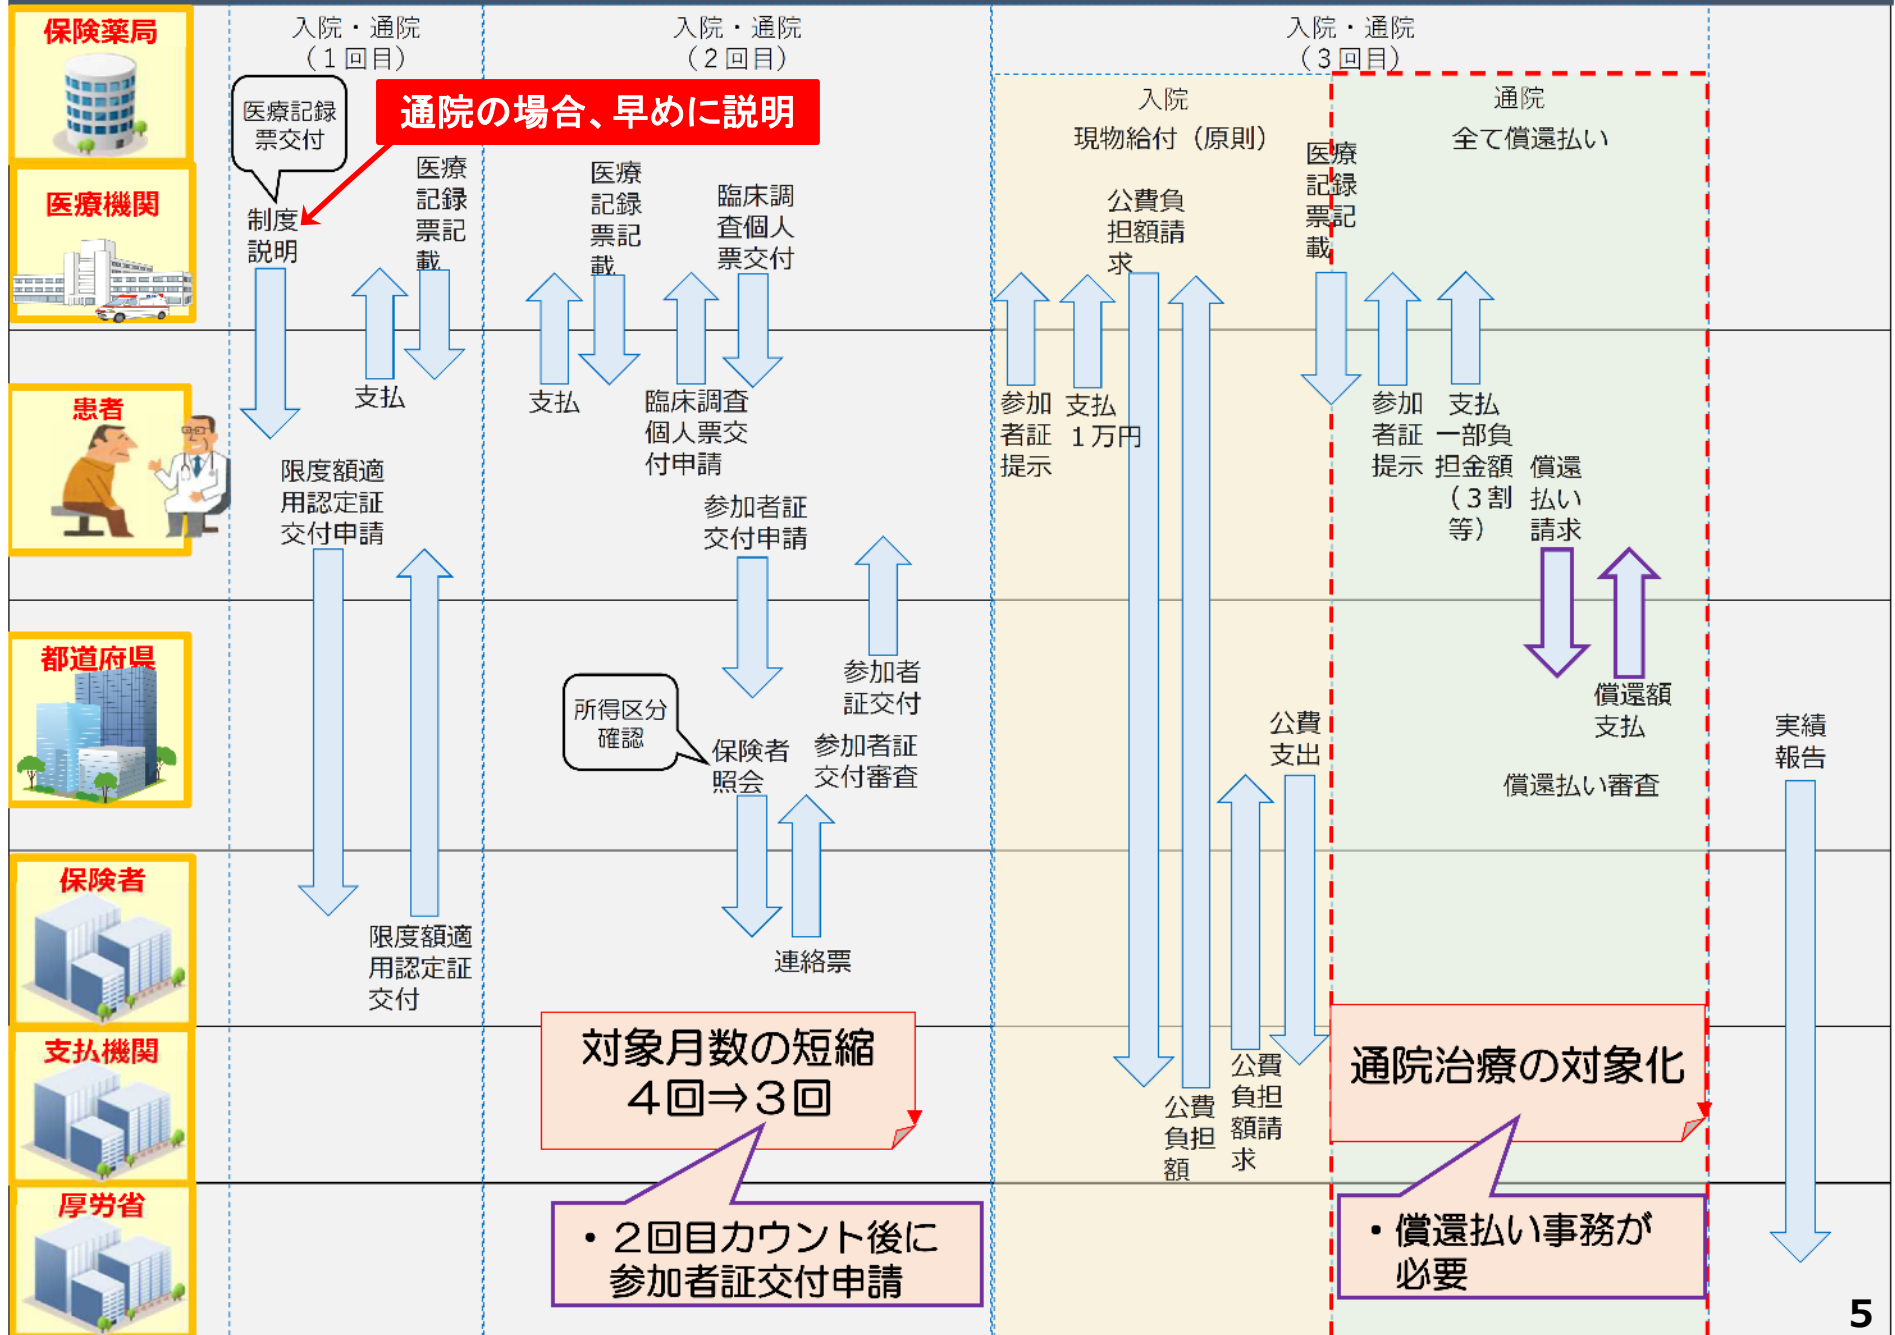 保険薬局
医療機関
患者
都道府県
保険者
支払機関
厚労省
入院・通院
（１回目）
医療記録
票交付
通院の場合、早めに説明
制度
説明
医療
記録
票記
載
支払
限度額適
用認定証
交付申請
限度額適
用認定証
交付
入院・通院
（２回目）
医療
記録
票記
載
臨床調
査個人
票交付
支払
臨床調査
個人票交
付申請
参加者証
交付申請
参加者
証交付
所得区分
確認
保険者
照会
参加者証
交付審査
連絡票
対象月数の短縮
４回⇒３回
・２回目カウント後に
参加者証交付申請
入院・通院
（３回目）
入院
現物給付（原則）
公費負
担額請
求
医療
記録
票記
載
参加
者証
提示
支払
１万円
公費
支出
公費
負担
額
公費
負担
額請
求
通院
全て償還払い
参加
者証
提示
支払
一部負
担金額
（３割
等）
償還
払い
請求
償還額
支払
償還払い審査
通院治療の対象化
・償還払い事務が
必要
実績
報告
5